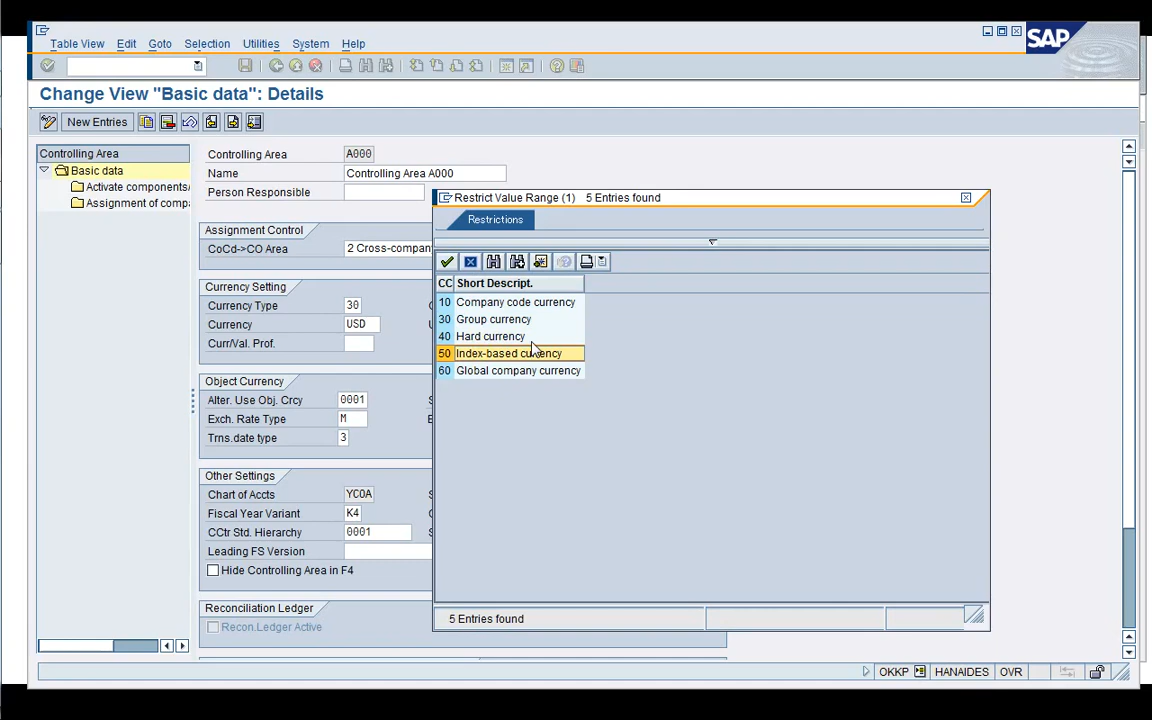 Table View Edit Goto Selection Utilities System Help
SAP
Change View "Basic data": Details
New Entries
Controlling Area
Basic data
Activate components/
Assignment of compa
Controlling Area A000
Name Controlling Area A000
Person Responsible
Assignment Control
CoCd->CO Area 2 Cross-company
Currency Setting
Currency Type 30
Currency USD
Curr/Val. Prof.
Object Currency
Alter. Use Obj. Crcy 0001
Exch. Rate Type M
Trns.date type 3
Other Settings
Chart of Accts YCOA
Fiscal Year Variant K4
CCtr Std. Hierarchy 0001
Leading FS Version
Hide Controlling Area in F4
Reconciliation Ledger
Recon.Ledger Active
Restrict Value Range (1) 5 Entries found
Restrictions
CC Short Descript.
10 Company code currency
30 Group currency
40 Hard currency
50 Index-based currency
60 Global company currency
5 Entries found
OKKP HANAIDES OVR